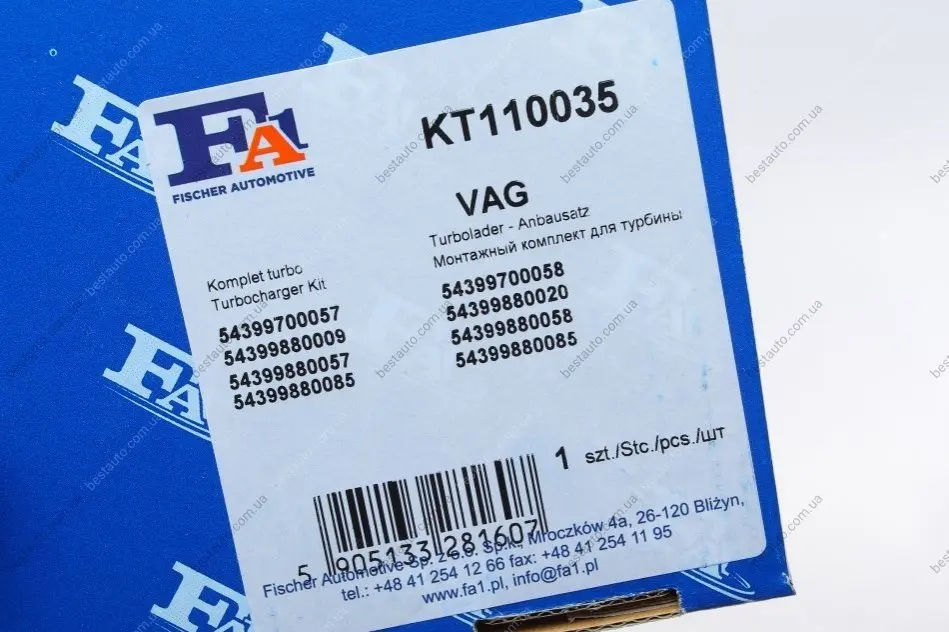 FA1
FISCHER AUTOMOTIVE
KT110035
VAG
Turbolader - Anbausatz
Монтажный комплект для турбины
Komplet turbo
Turbocharger Kit
54399700057
54399880009
54399880057
54399880085
54399700058
54399880020
54399880058
54399880085
1 szt./Stc./pcs./шт
5 905133 281607
Fischer Automotive Sp. z o.o. Sp.k., Mroczków 4a, 26-120 Bliżyn,
tel.: +48 41 254 12 66 fax: +48 41 254 11 95
www.fa1.pl, info@fa1.pl
bestauto.com.ua